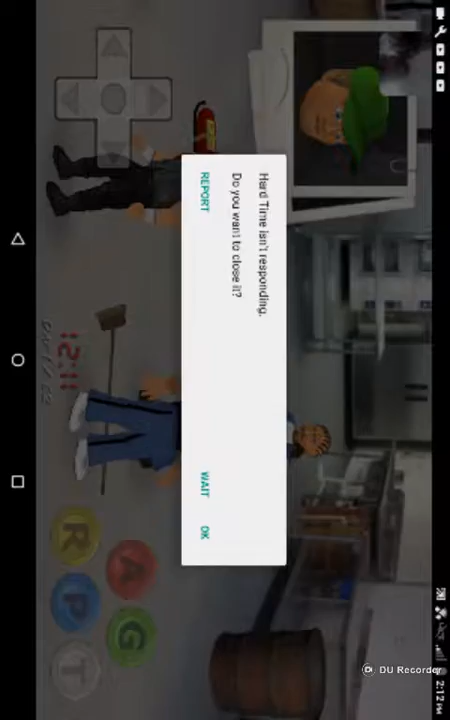 2:12 PM
Hard Time isn't responding.
Do you want to close it?
REPORT
WAIT
OK
12:11
R
A
P
G
T
DU Recorder